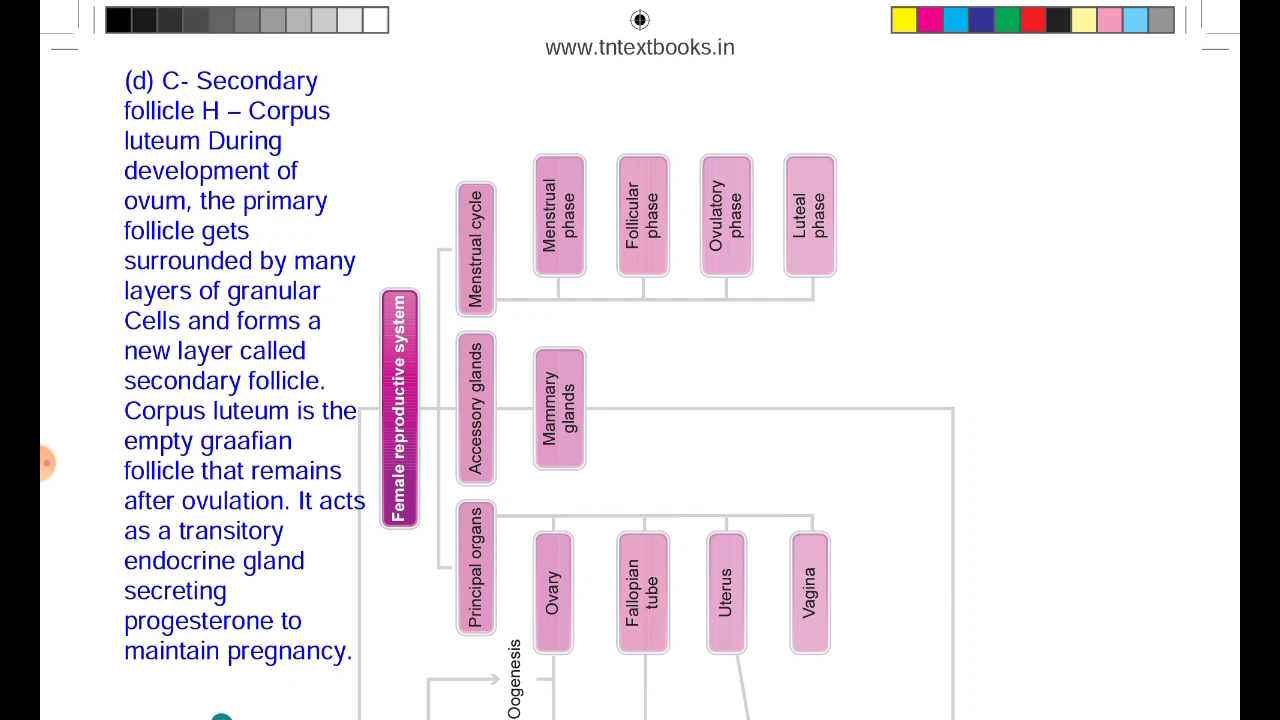 www.tntextbooks.in
(d) C- Secondary
follicle H – Corpus
luteum During
development of
ovum, the primary
follicle gets
surrounded by many
layers of granular
Cells and forms a
new layer called
secondary follicle.
Corpus luteum is the
empty graafian
follicle that remains
after ovulation. It acts
as a transitory
endocrine gland
secreting
progesterone to
maintain pregnancy.
Female reproductive system
Principal organs
Accessory glands
Menstrual cycle
Ovary
Fallopian
tube
Uterus
Vagina
Mammary
glands
Menstrual
phase
Follicular
phase
Ovulatory
phase
Luteal
phase
Oogenesis